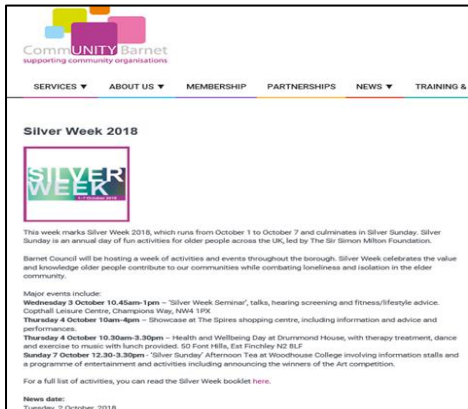 CommUNITY Barnet
supporting community organisations
SERVICES ▼ ABOUT US ▼ MEMBERSHIP PARTNERSHIPS NEWS ▼ TRAINING &
Silver Week 2018
SILVER
WEEK
1-7 October 2018
This week marks Silver Week 2018, which runs from October 1 to October 7 and culminates in Silver Sunday. Silver
Sunday is an annual day of fun activities for older people across the UK, led by The Sir Simon Milton Foundation.
Barnet Council will be hosting a week of activities and events throughout the borough. Silver Week celebrates the value
and knowledge older people contribute to our communities while combating loneliness and isolation in the elder
community.
Major events include:
Wednesday 3 October 10.45am-1pm – 'Silver Week Seminar', talks, hearing screening and fitness/lifestyle advice.
Copthall Leisure Centre, Champions Way, NW4 1PX
Thursday 4 October 10am-4pm – Showcase at The Spires shopping centre, including information and advice and
performances.
Thursday 4 October 10.30am-3.30pm – Health and Wellbeing Day at Drummond House, with therapy treatment, dance
and exercise to music with lunch provided. 50 Font Hills, Est Finchley N2 8LF
Sunday 7 October 12.30-3.30pm - 'Silver Sunday' Afternoon Tea at Woodhouse College involving information stalls and
a programme of entertainment and activities including announcing the winners of the Art competition.
For a full list of activities, you can read the Silver Week booklet here.
News date:
Tuesday, 2 October, 2018